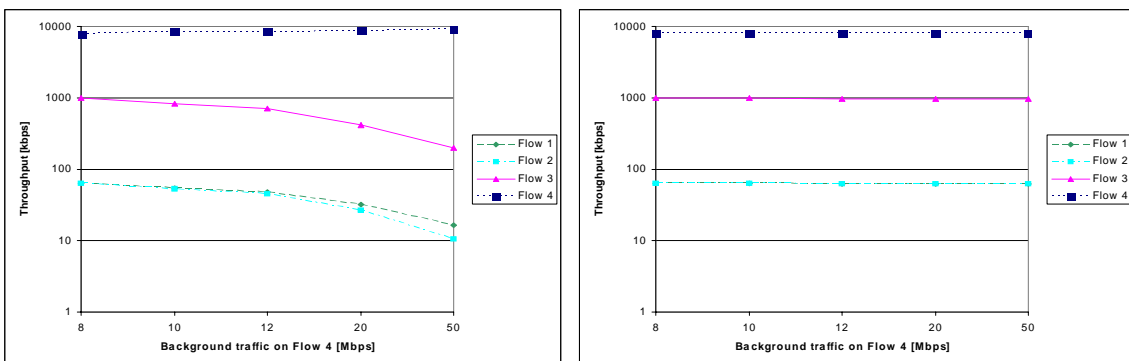 10000
1000
100
10
1
Throughput [kbps]
8 10 12 20 50
Background traffic on Flow 4 [Mbps]
Flow 1
Flow 2
Flow 3
Flow 4
10000
1000
100
10
1
Throughput [kbps]
8 10 12 20 50
Background traffic on Flow 4 [Mbps]
Flow 1
Flow 2
Flow 3
Flow 4